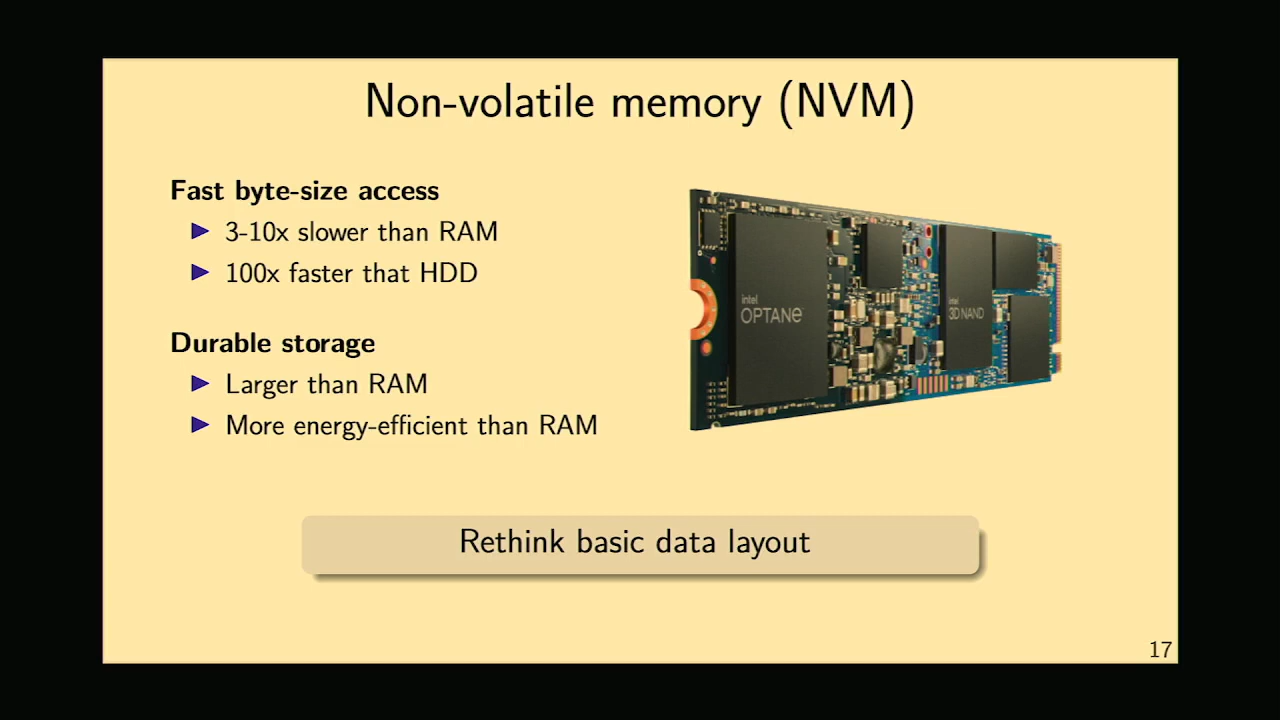 Non-volatile memory (NVM)
Fast byte-size access
3-10x slower than RAM
100x faster that HDD
Durable storage
Larger than RAM
More energy-efficient than RAM
intel
OPTANE
intel
3D NAND
Rethink basic data layout
17